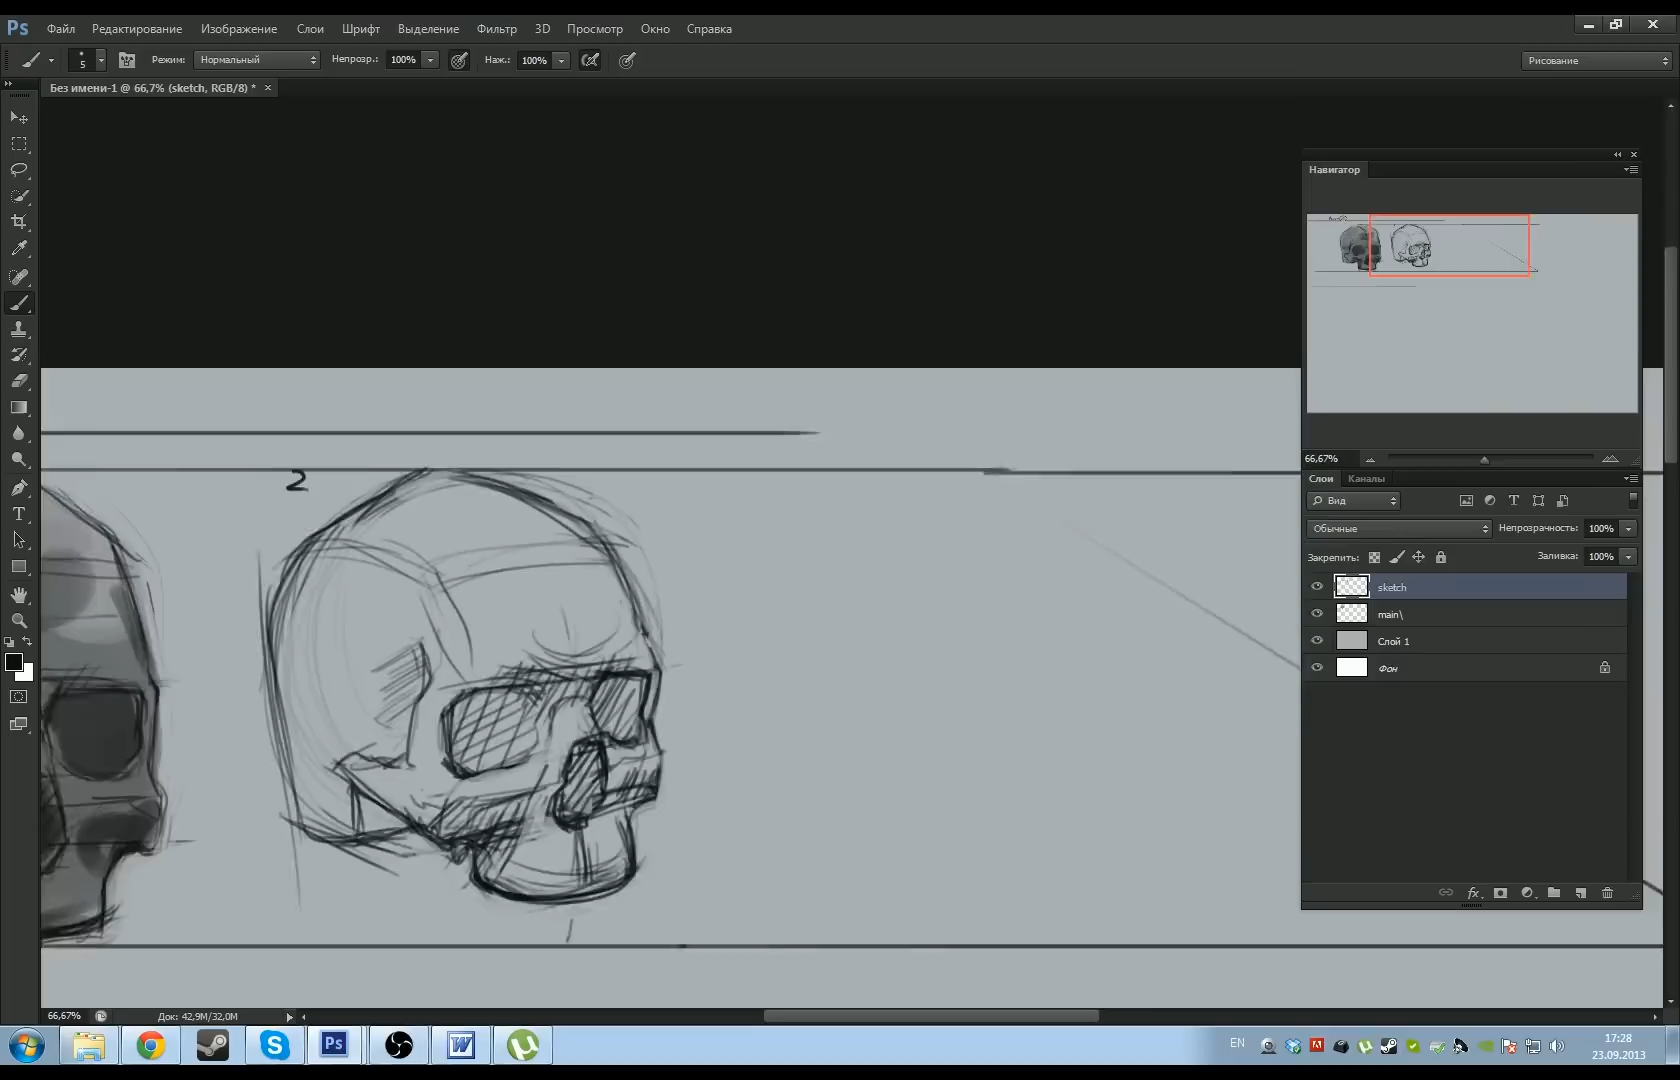 Ps Файл Редактирование Изображение Слои Шрифт Выделение Фильтр 3D Просмотр Окно Справка
5 Режим: Нормальный Непрозр.: 100% Наж.: 100% Рисование
Без имени-1 @ 66,7% (sketch, RGB/8) * ×
Навигатор
66,67%
2
Слои Каналы
Вид
Обычные Непрозрачность: 100%
Закрепить: Заливка: 100%
sketch
main\
Слой 1
Фон
fx
66,67% Док: 42,9M/32,0M
EN 17:28
23.09.2013